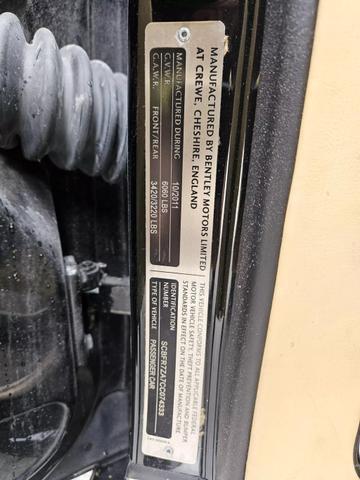 MANUFACTURED BY BENTLEY MOTORS LIMITED
AT CREWE, CHESHIRE, ENGLAND
MANUFACTURED DURING 10/2011
G.V.W.R. 6060 LBS
G.A.W.R. FRONT/REAR 3420/3220 LBS
THIS VEHICLE CONFORMS TO ALL APPLICABLE FEDERAL
MOTOR VEHICLE SAFETY, THEFT PREVENTION AND BUMPER
STANDARDS IN EFFECT ON THE DATE OF MANUFACTURE.
IDENTIFICATION
NUMBER SCBFR7ZA7CC074333
TYPE OF VEHICLE PASSENGER CAR